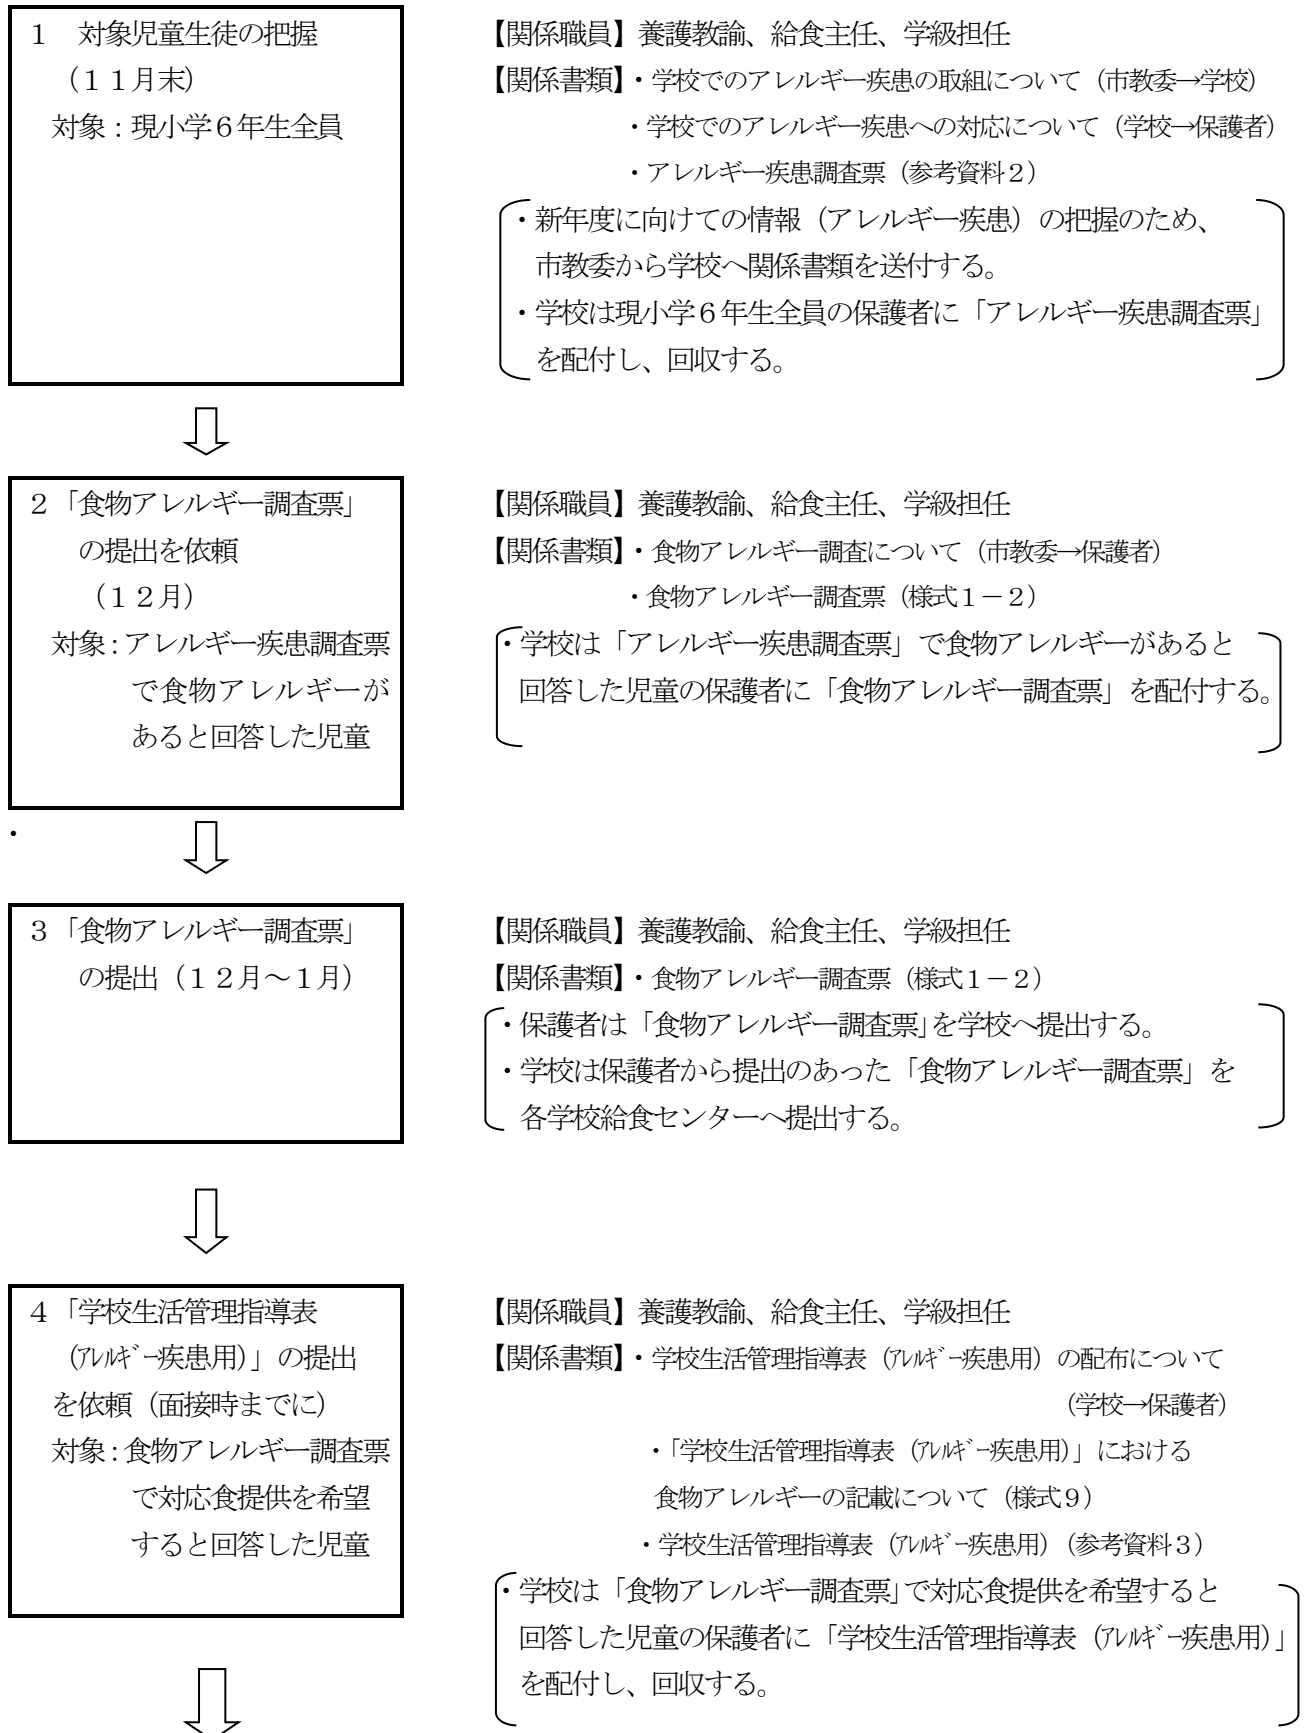 １　対象児童生徒の把握
（１１月末）
対象：現小学６年生全員
【関係職員】養護教諭、給食主任、学級担任
【関係書類】・学校でのアレルギー疾患の取組について（市教委→学校）
・学校でのアレルギー疾患への対応について（学校→保護者）
・アレルギー疾患調査票（参考資料２）
・新年度に向けての情報（アレルギー疾患）の把握のため、
市教委から学校へ関係書類を送付する。
・学校は現小学６年生全員の保護者に「アレルギー疾患調査票」
を配付し、回収する。
２「食物アレルギー調査票」
の提出を依頼
（１２月）
対象：アレルギー疾患調査票
で食物アレルギーが
あると回答した児童
【関係職員】養護教諭、給食主任、学級担任
【関係書類】・食物アレルギー調査について（市教委→保護者）
・食物アレルギー調査票（様式１－２）
・学校は「アレルギー疾患調査票」で食物アレルギーがあると
回答した児童の保護者に「食物アレルギー調査票」を配付する。
・
３「食物アレルギー調査票」
の提出（１２月～１月）
【関係職員】養護教諭、給食主任、学級担任
【関係書類】・食物アレルギー調査票（様式１－２）
・保護者は「食物アレルギー調査票」を学校へ提出する。
・学校は保護者から提出のあった「食物アレルギー調査票」を
各学校給食センターへ提出する。
４「学校生活管理指導表
（ｱﾚﾙｷﾞｰ疾患用）」の提出
を依頼（面接時までに）
対象：食物アレルギー調査票
で対応食提供を希望
すると回答した児童
【関係職員】養護教諭、給食主任、学級担任
【関係書類】・学校生活管理指導表（ｱﾚﾙｷﾞｰ疾患用）の配布について
（学校→保護者）
・「学校生活管理指導表（ｱﾚﾙｷﾞｰ疾患用）」における
食物アレルギーの記載について（様式９）
・学校生活管理指導表（ｱﾚﾙｷﾞｰ疾患用）（参考資料３）
・学校は「食物アレルギー調査票」で対応食提供を希望すると
回答した児童の保護者に「学校生活管理指導表（ｱﾚﾙｷﾞｰ疾患用）」
を配付し、回収する。